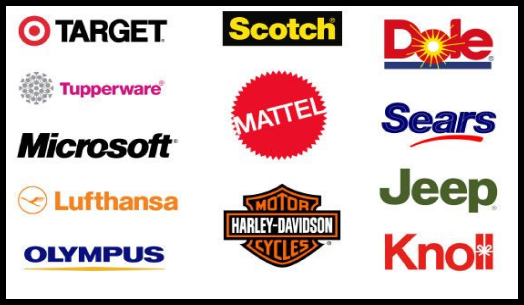 TARGET
Tupperware®
Microsoft®
Lufthansa
OLYMPUS
Scotch®
MATTEL
MOTOR
HARLEY-DAVIDSON
CYCLES®
Dole®
Sears
Jeep®
Knoll